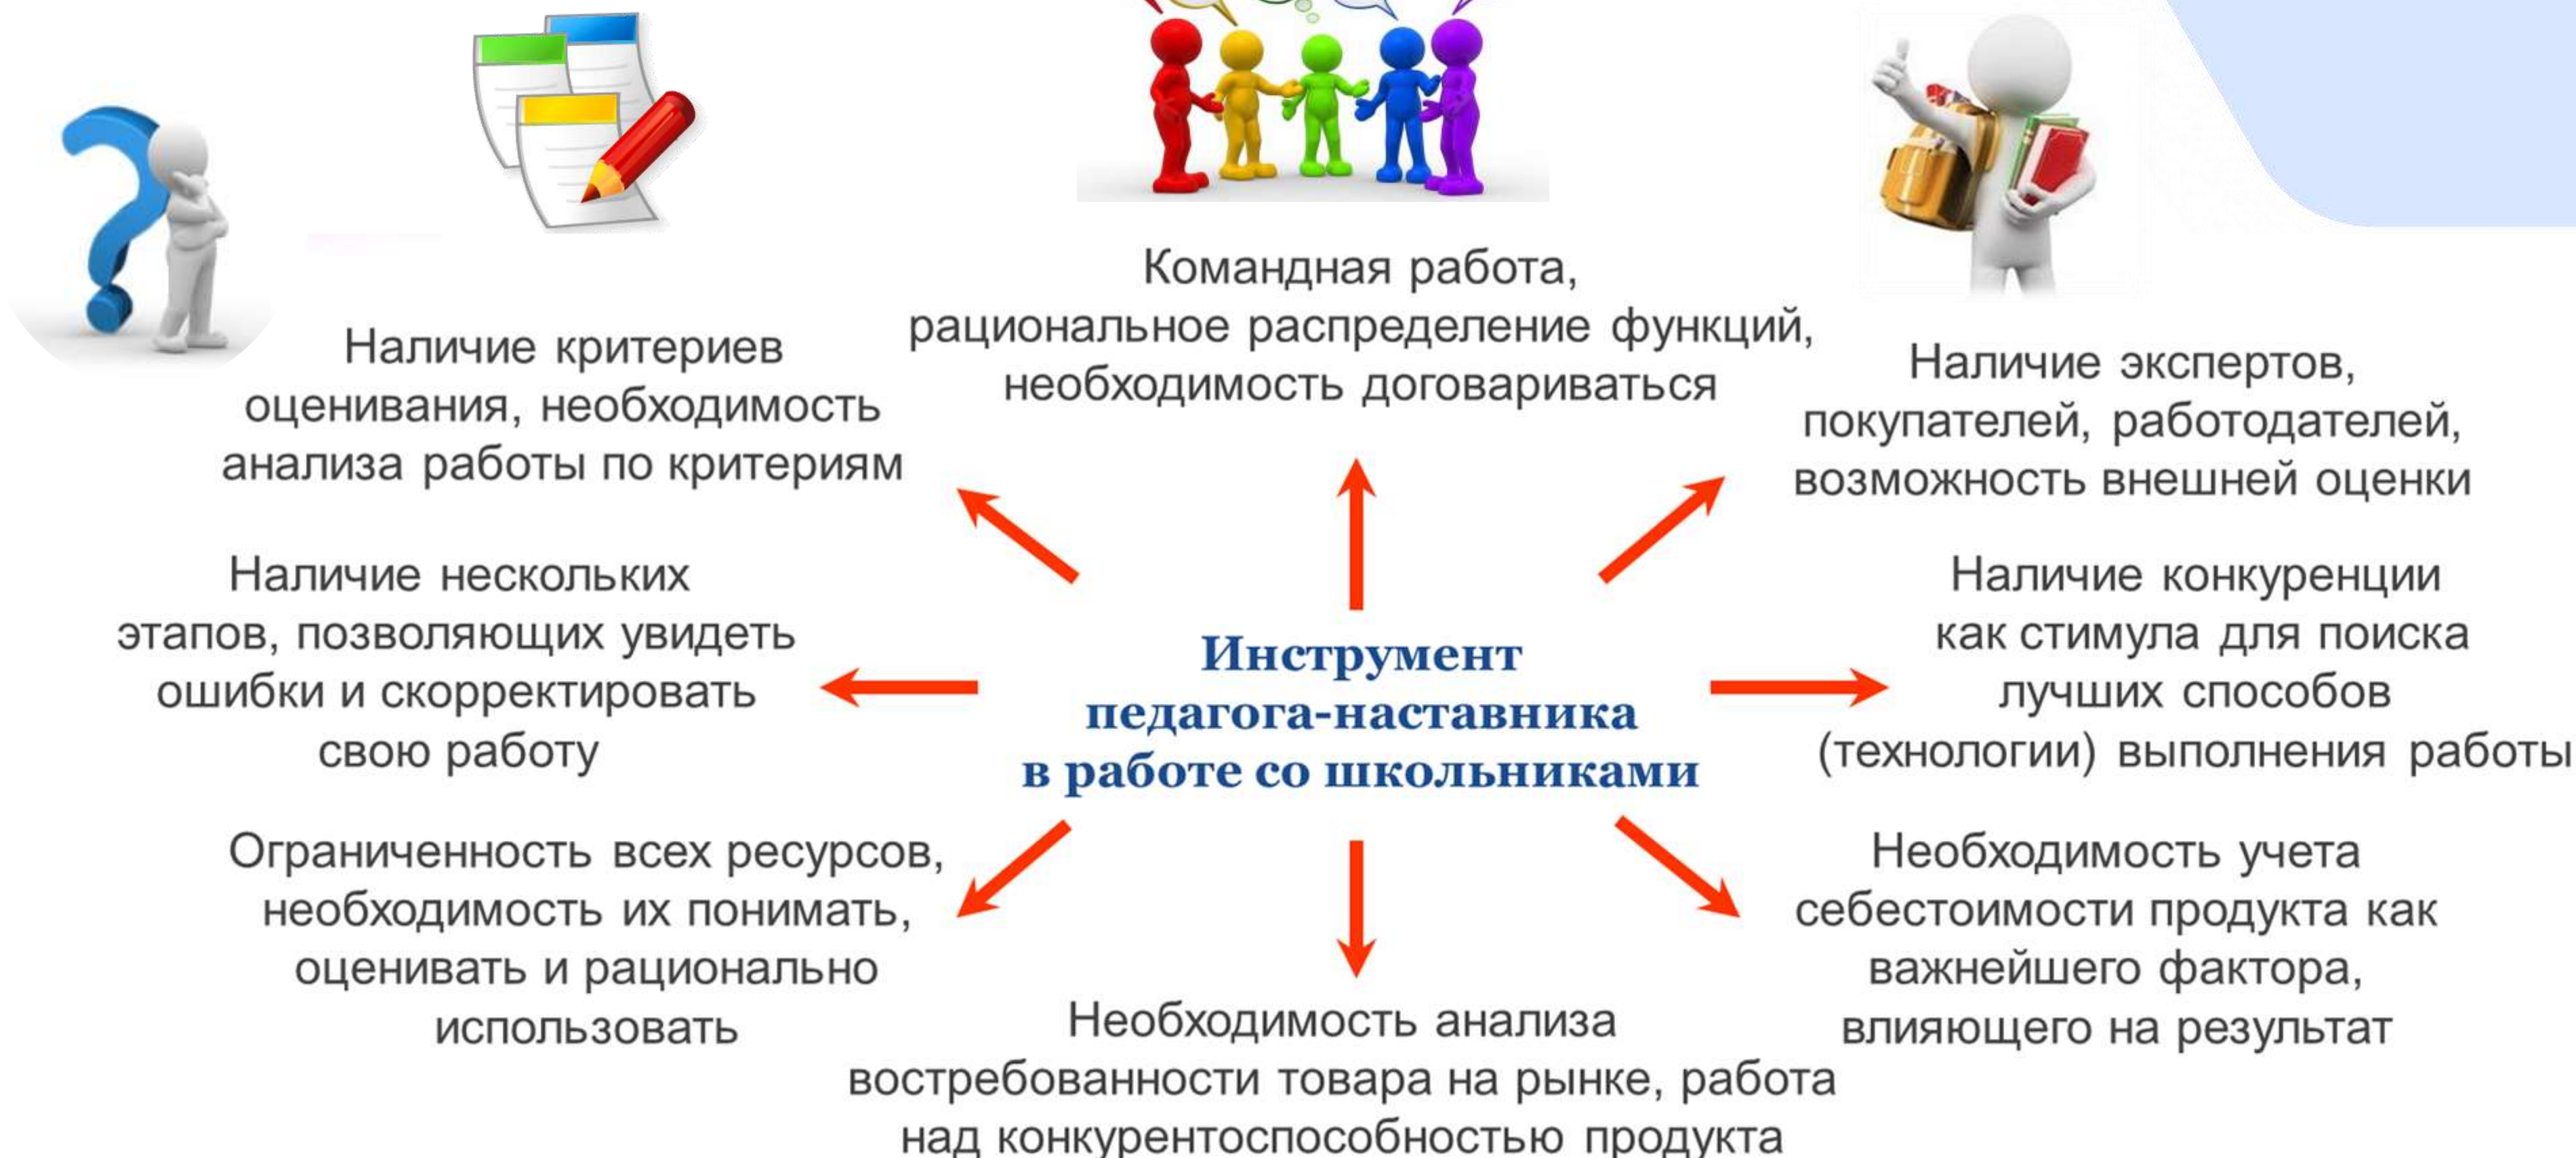 Командная работа,
рациональное распределение функций,
необходимость договариваться
Наличие критериев
оценивания, необходимость
анализа работы по критериям
Наличие экспертов,
покупателей, работодателей,
возможность внешней оценки
Наличие нескольких
этапов, позволяющих увидеть
ошибки и скорректировать
свою работу
Инструмент
педагога-наставника
в работе со школьниками
Наличие конкуренции
как стимула для поиска
лучших способов
(технологии) выполнения работы
Ограниченность всех ресурсов,
необходимость их понимать,
оценивать и рационально
использовать
Необходимость анализа
востребованности товара на рынке, работа
над конкурентоспособностью продукта
Необходимость учета
себестоимости продукта как
важнейшего фактора,
влияющего на результат